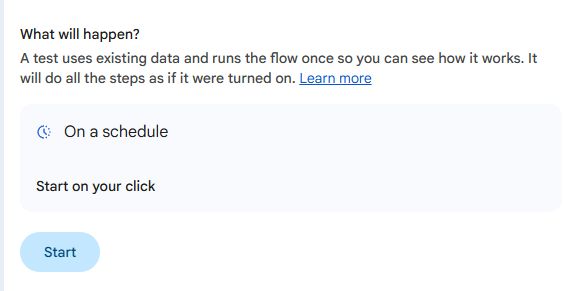 What will happen?
A test uses existing data and runs the flow once so you can see how it works. It
will do all the steps as if it were turned on. Learn more
On a schedule
Start on your click
Start